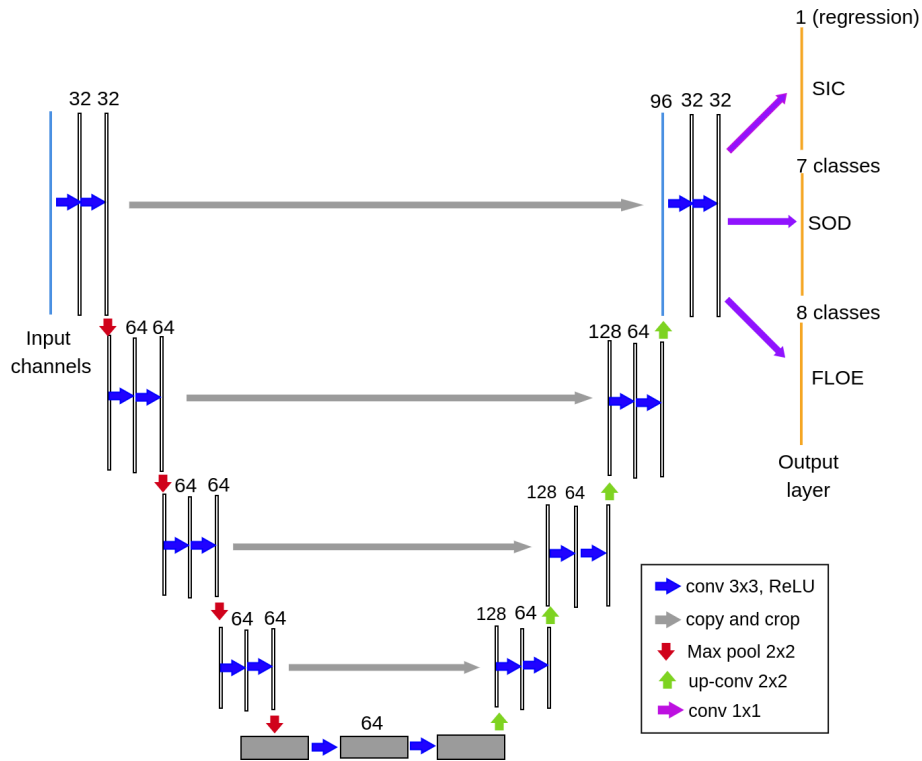 1 (regression)
SIC
32 32
96 32 32
7 classes
SOD
8 classes
Input
channels
64 64
128 64
FLOE
Output
layer
64 64
128 64
64 64
128 64
64
conv 3x3, ReLU
copy and crop
Max pool 2x2
up-conv 2x2
conv 1x1